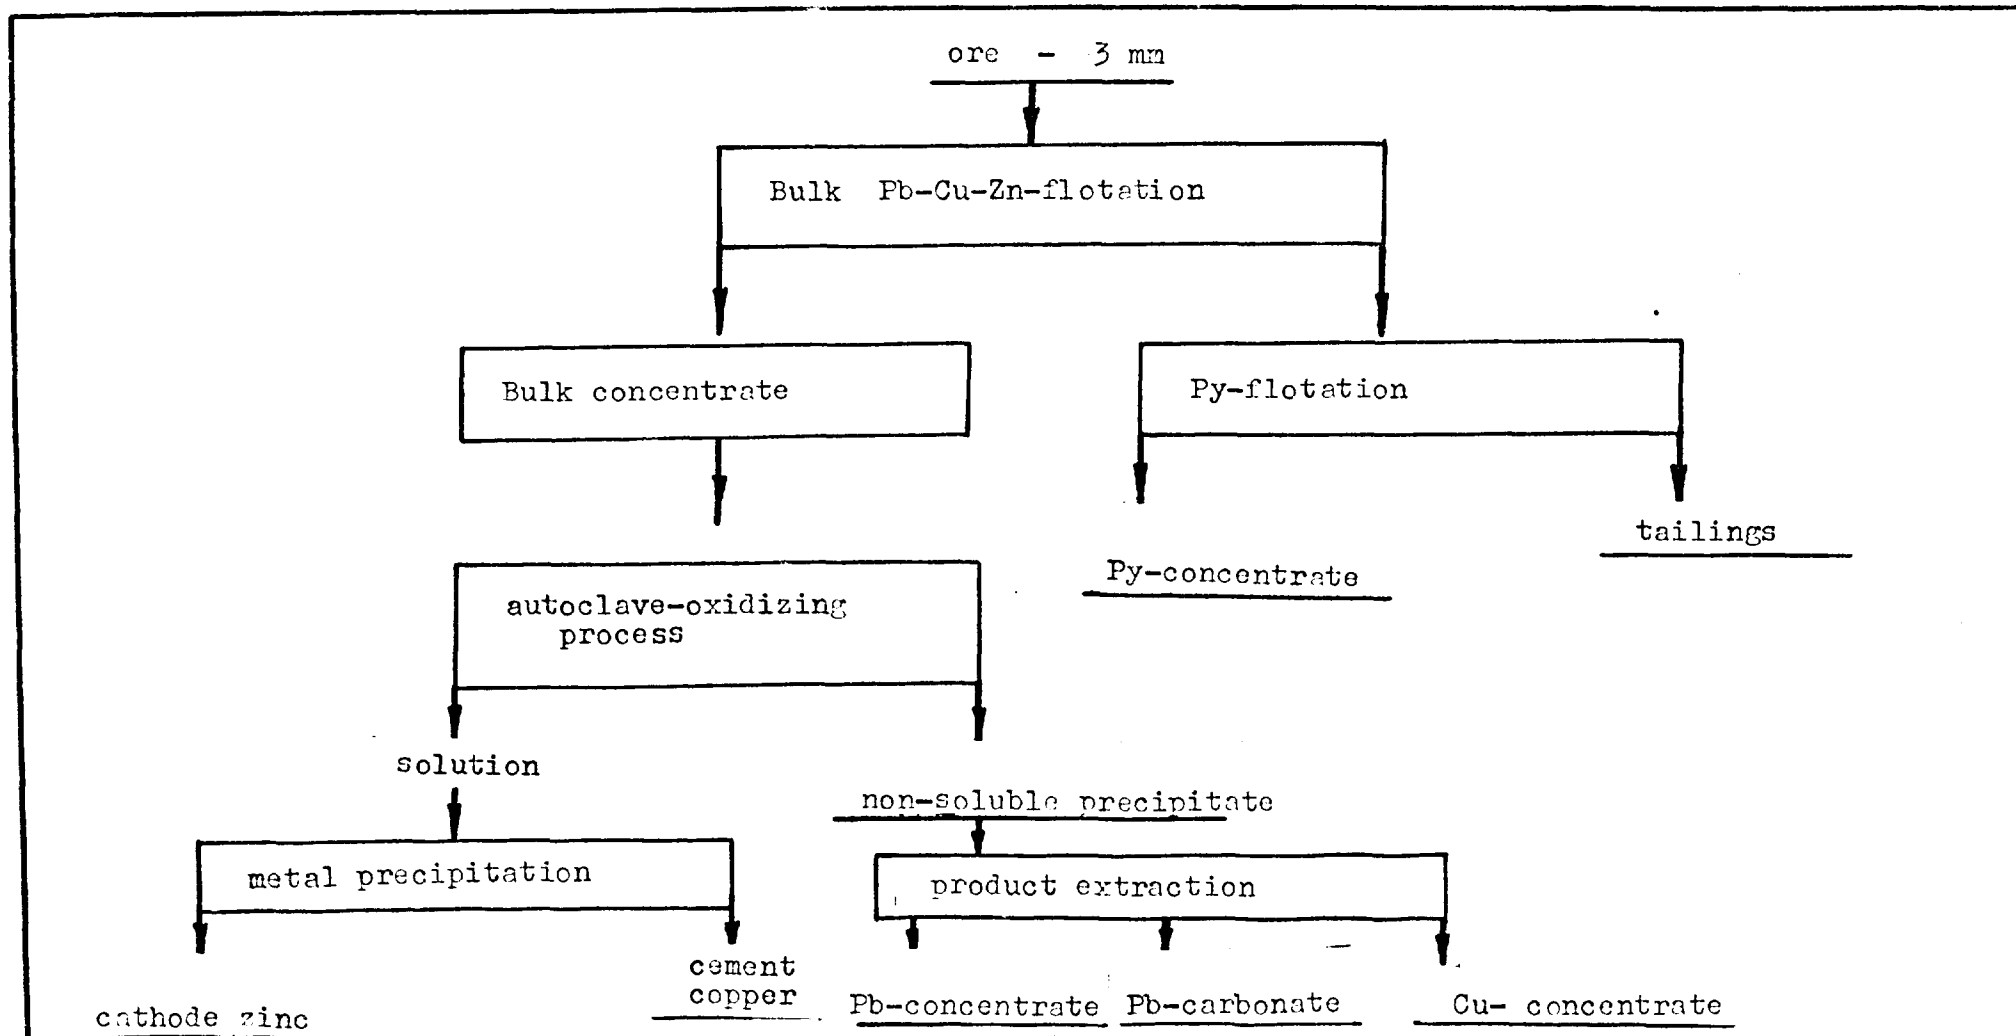 ore - 3 mm
Bulk Pb-Cu-Zn-flotation
Bulk concentrate
Py-flotation
tailings
Py-concentrate
autoclave-oxidizing
process
solution
non-soluble precipitate
metal precipitation
product extraction
cement
copper
Pb-concentrate
Pb-carbonate
Cu- concentrate
cathode zinc